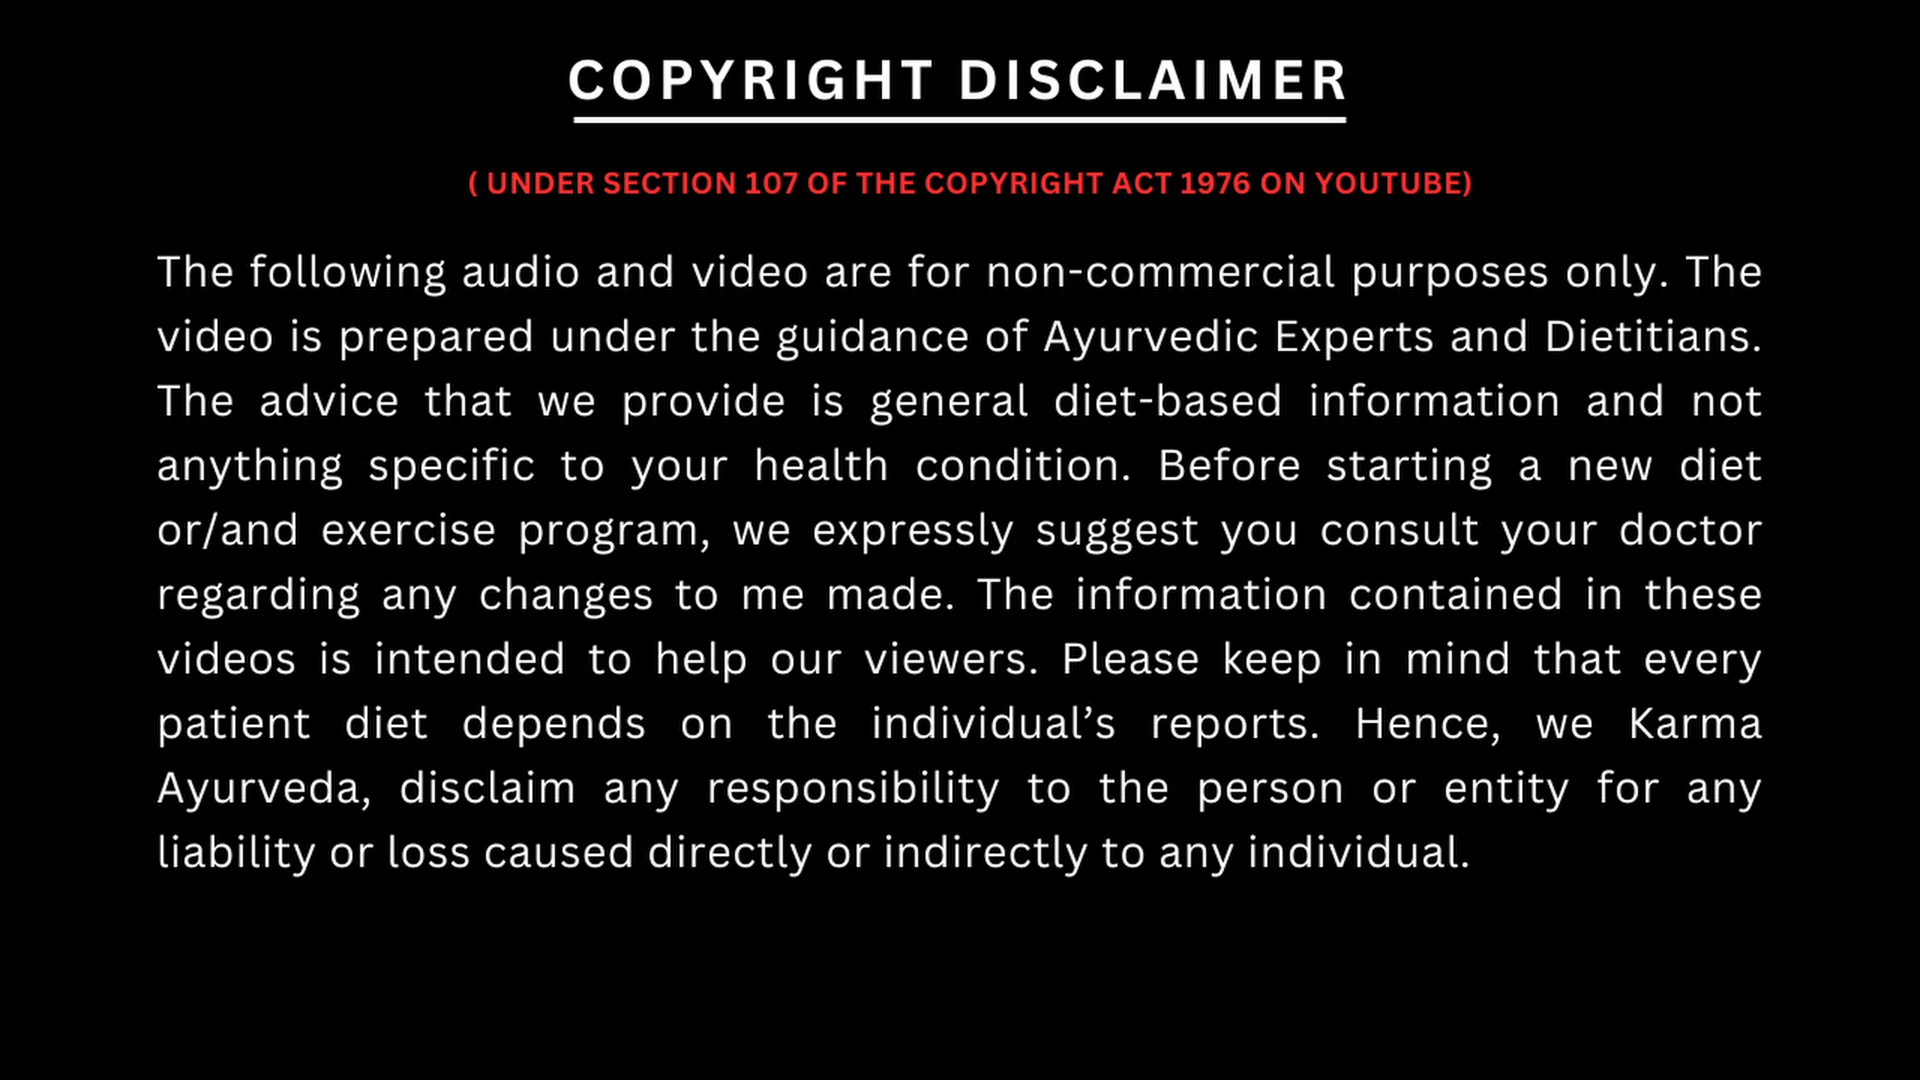 COPYRIGHT DISCLAIMER
( UNDER SECTION 107 OF THE COPYRIGHT ACT 1976 ON YOUTUBE)
The following audio and video are for non-commercial purposes only. The
video is prepared under the guidance of Ayurvedic Experts and Dietitians.
The advice that we provide is general diet-based information and not
anything specific to your health condition. Before starting a new diet
or/and exercise program, we expressly suggest you consult your doctor
regarding any changes to me made. The information contained in these
videos is intended to help our viewers. Please keep in mind that every
patient diet depends on the individual’s reports. Hence, we Karma
Ayurveda, disclaim any responsibility to the person or entity for any
liability or loss caused directly or indirectly to any individual.